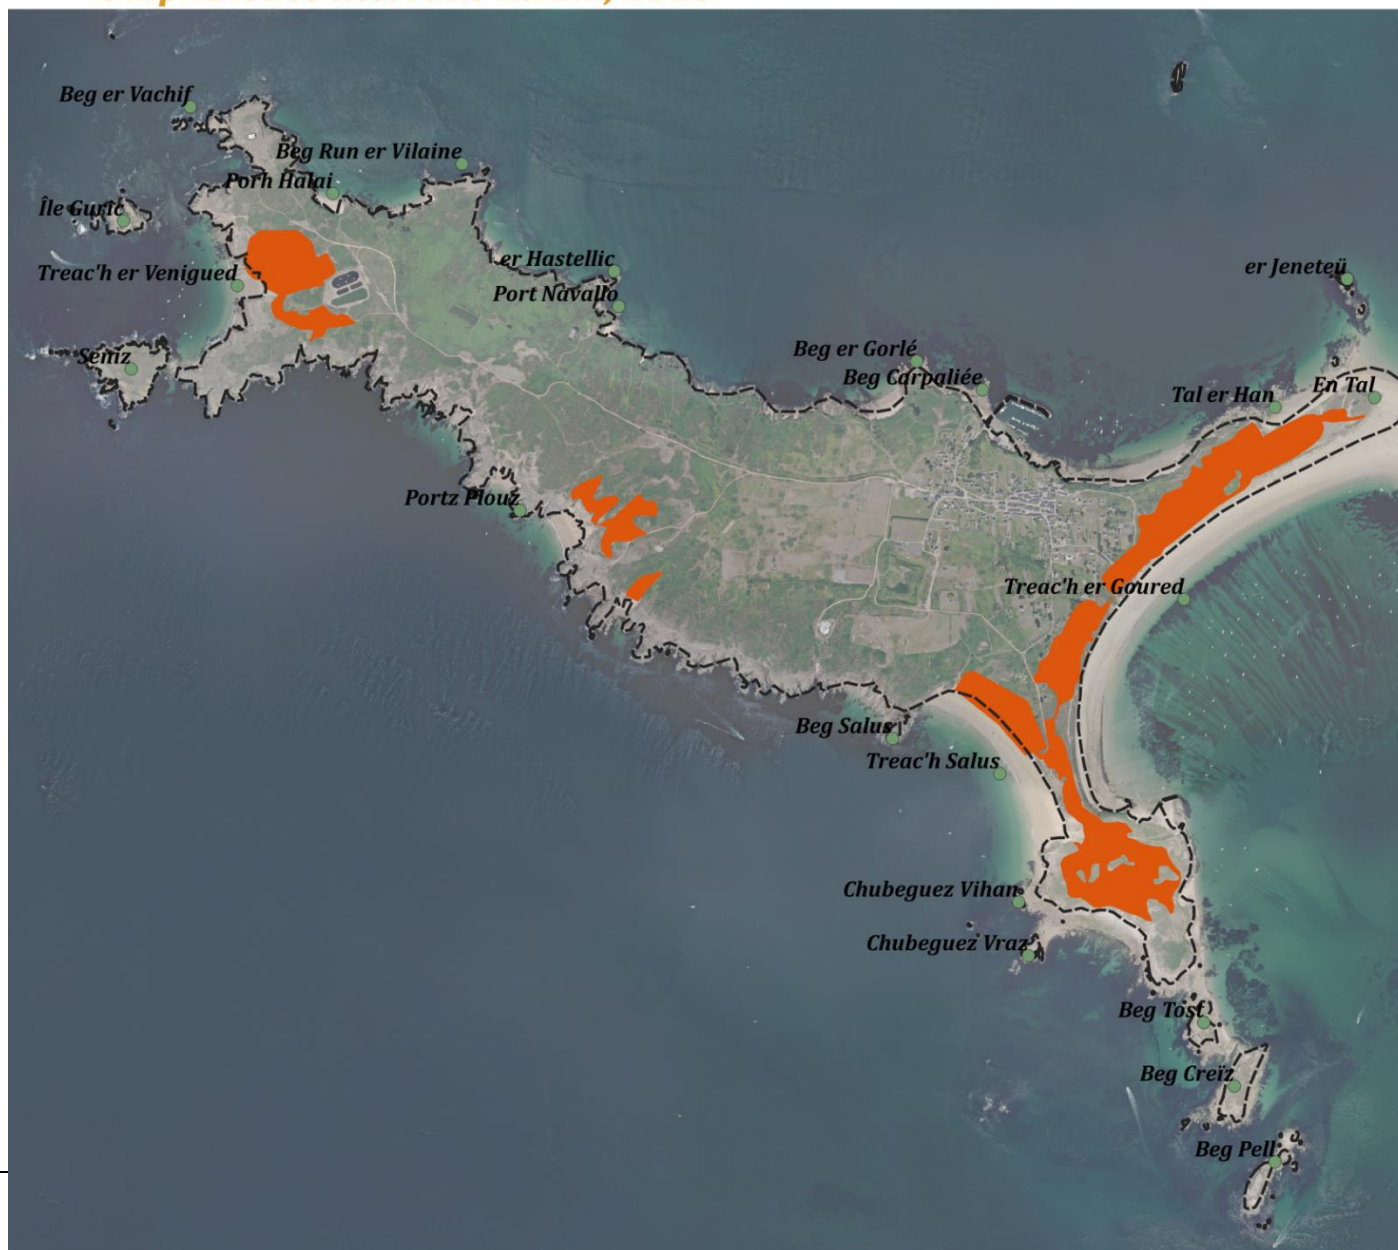 Beg er Vachif
Beg Run er Vilaine
Porh Halai
Île Guric
er Hastellic
er Jeneteü
Treac'h er Venigued
Port Navallo
Beg er Gorlé
Séniz
Beg Carpaliée
En Tal
Tal er Han
Portz Plouz
Treac'h er Goured
Beg Salus
Treac'h Salus
Chubeguez Vihan
Chubeguez Vraz
Beg Tost
Beg Creïz
Beg Pell